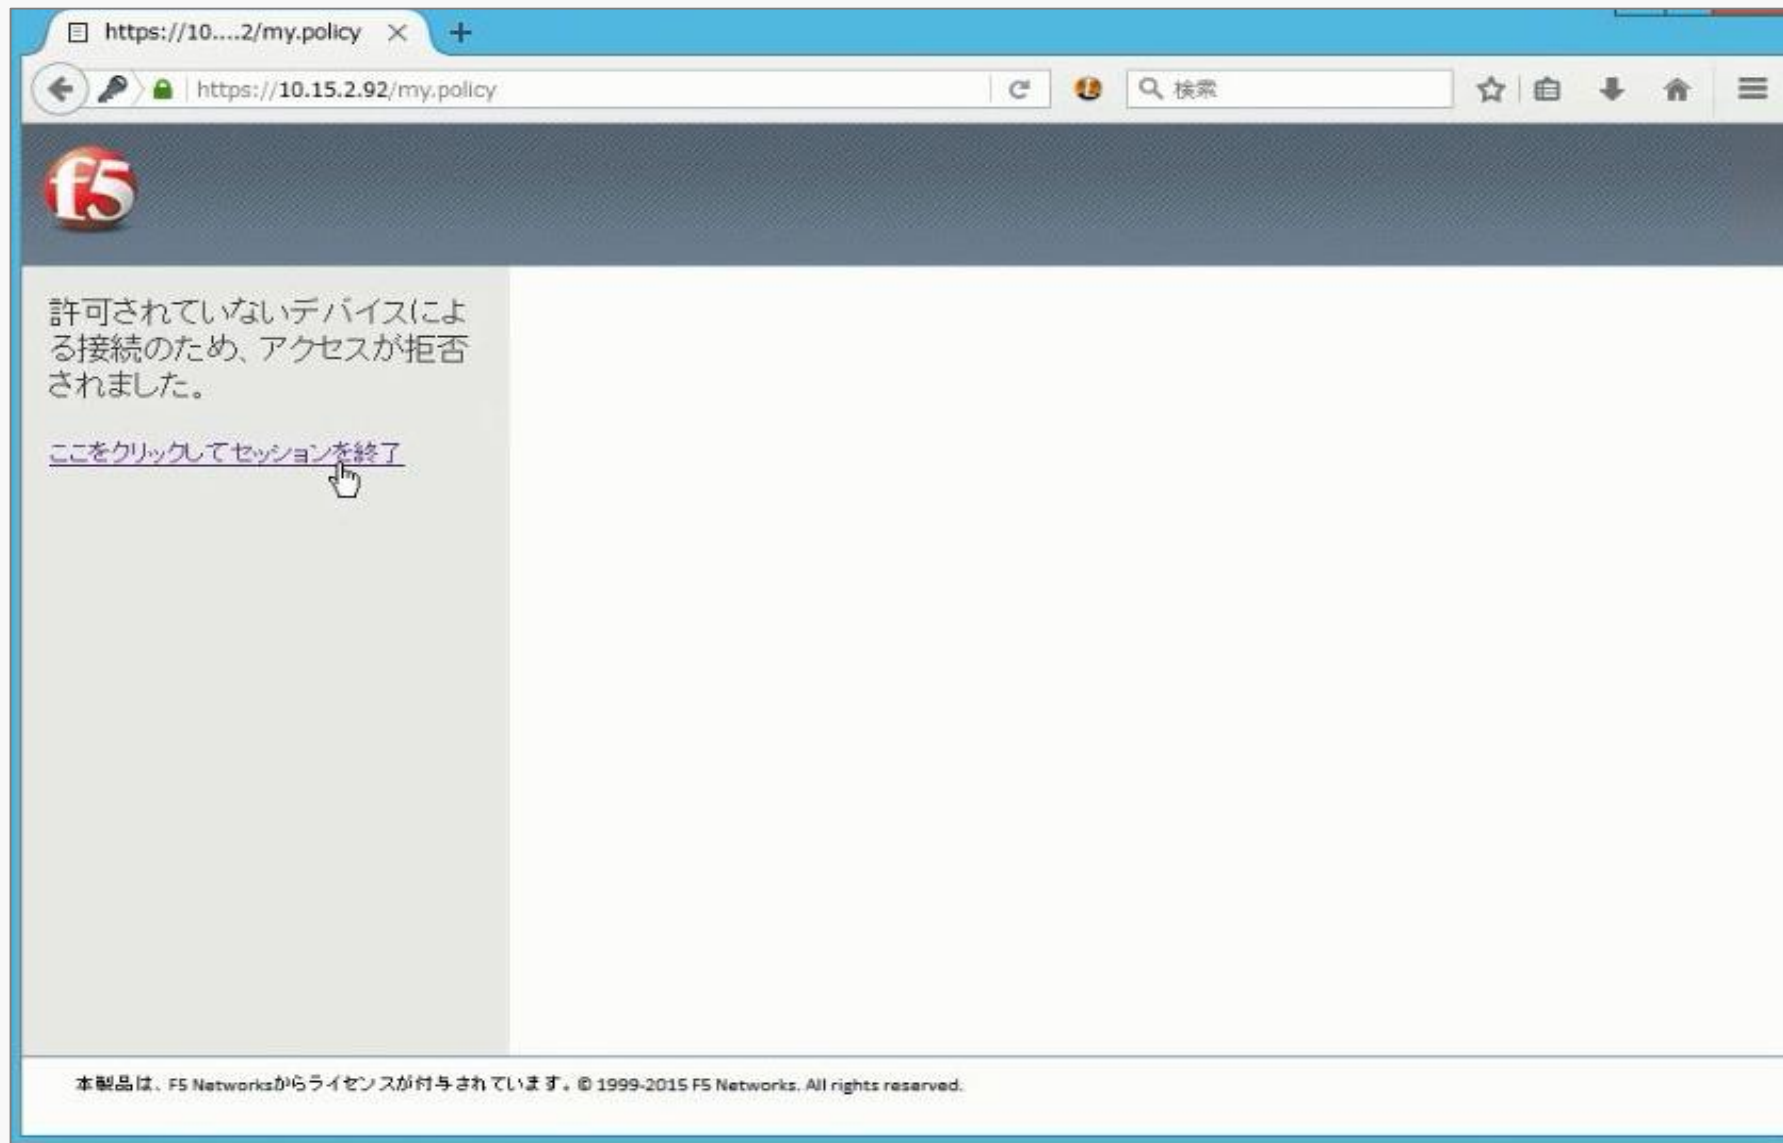 https://10....2/my.policy
https://10.15.2.92/my.policy
検索
f5
許可されていないデバイスによ
る接続のため、アクセスが拒否
されました。
ここをクリックしてセッションを終了
本製品は、F5 Networksからライセンスが付与されています。© 1999-2015 F5 Networks. All rights reserved.